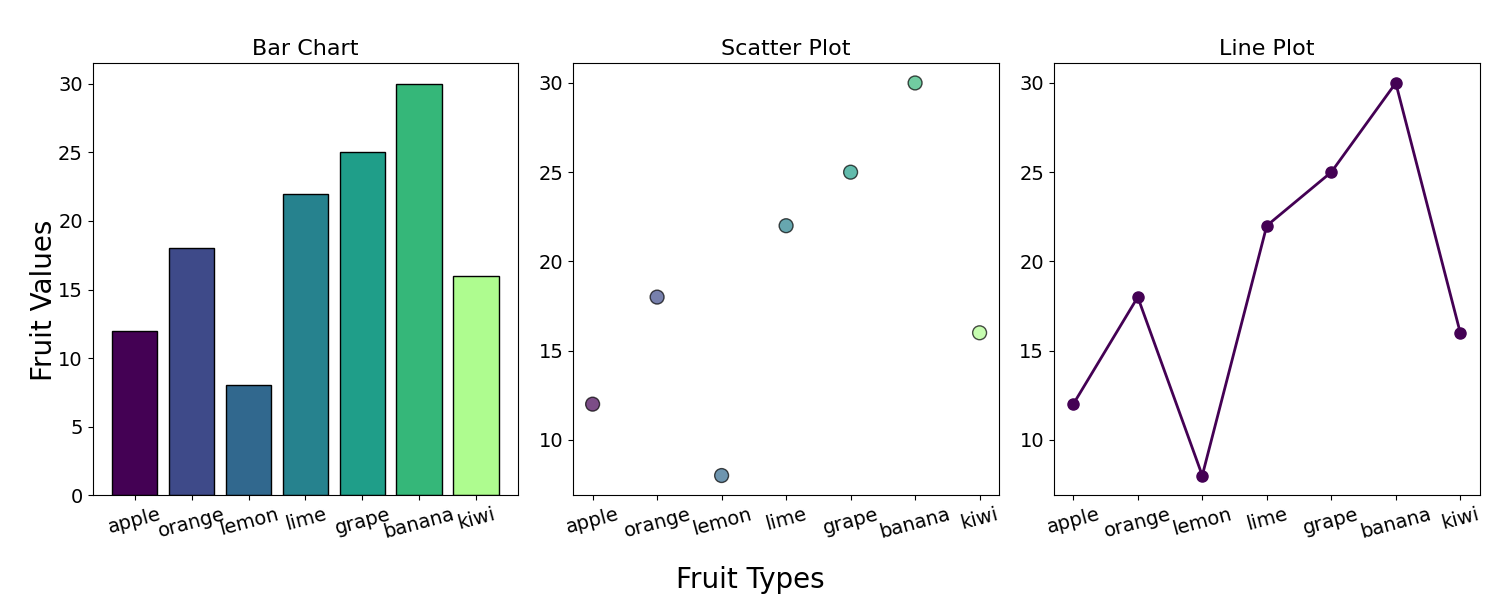 Bar Chart
Fruit Values
30
25
20
15
10
5
0
apple orange lemon lime grape banana kiwi
Scatter Plot
30
25
20
15
10
apple orange lemon lime grape banana kiwi
Line Plot
30
25
20
15
10
apple orange lemon lime grape banana kiwi
Fruit Types